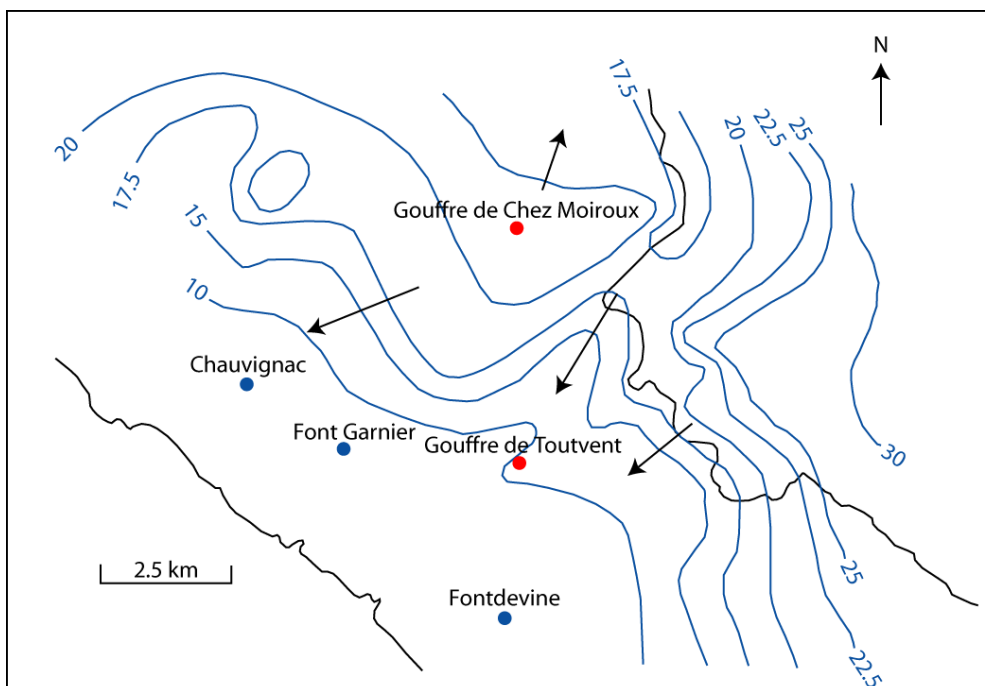 N
17.5
20
22.5
25
20
17.5
Gouffre de Chez Moiroux
15
10
Chauvignac
Font Garnier
Gouffre de Toutvent
30
2.5 km
25
Fontdevine
22.5